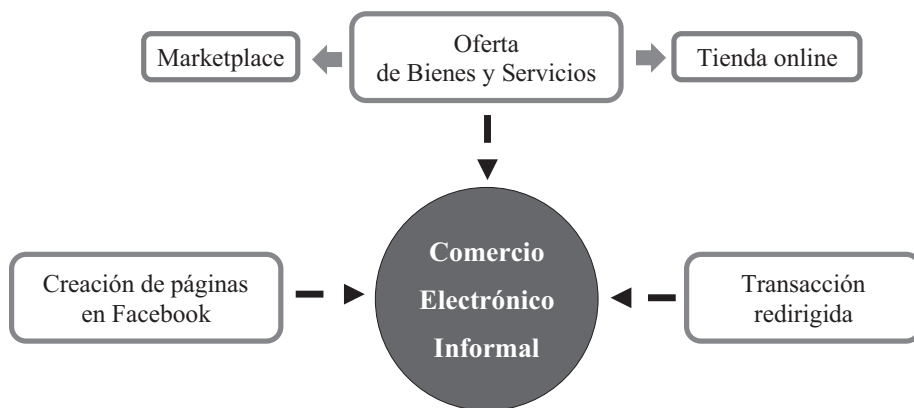 Oferta
de Bienes y Servicios
Marketplace
Tienda online
Comercio
Electrónico
Informal
Creación de páginas
en Facebook
Transacción
redirigida